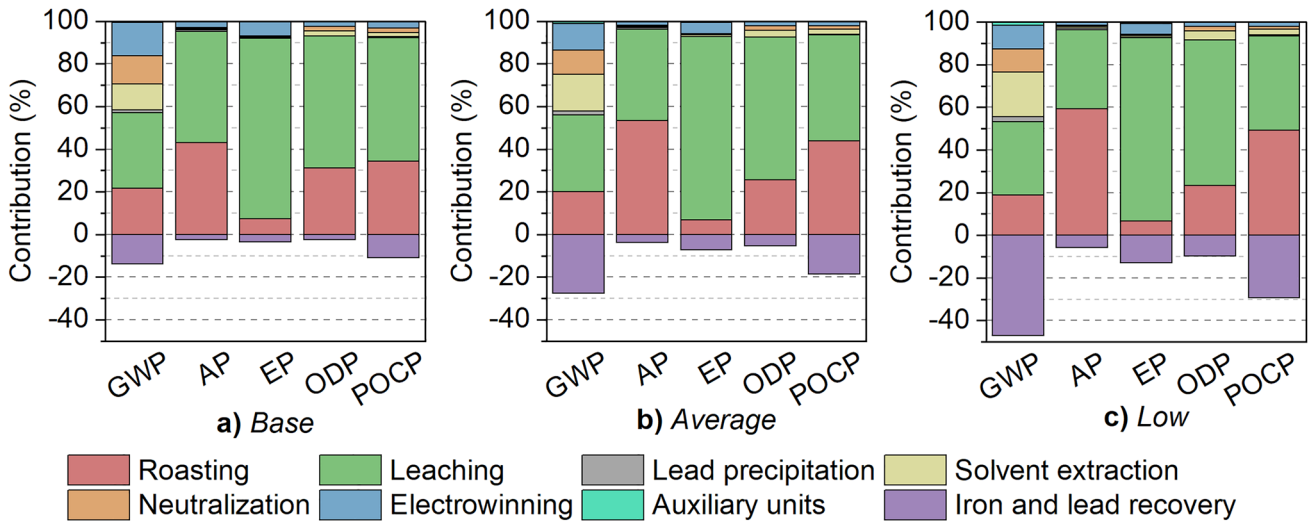 Contribution (%)
100
80
60
40
20
0
-20
-40
GWP
AP
EP
ODP
POCP
a) Base
Contribution (%)
100
80
60
40
20
0
-20
-40
GWP
AP
EP
ODP
POCP
b) Average
Contribution (%)
100
80
60
40
20
0
-20
-40
GWP
AP
EP
ODP
POCP
c) Low
Roasting
Leaching
Lead precipitation
Solvent extraction
Neutralization
Electrowinning
Auxiliary units
Iron and lead recovery